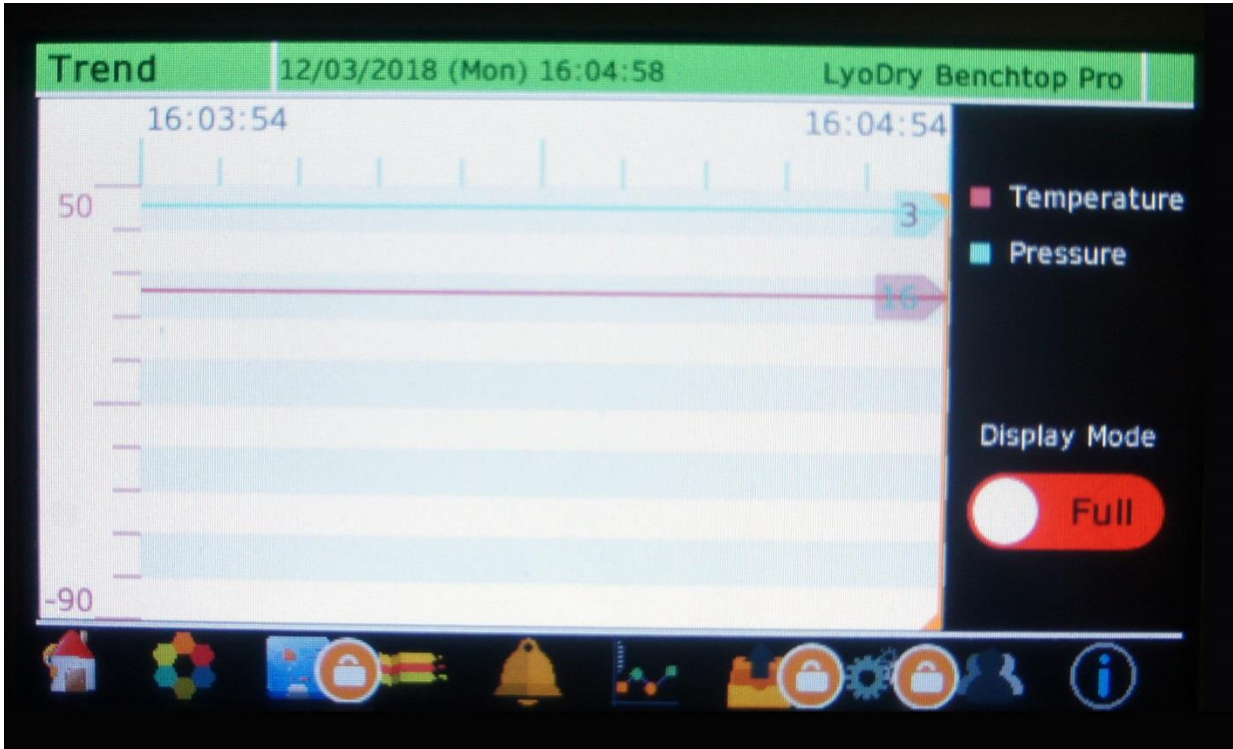 Trend 12/03/2018 (Mon) 16:04:58 LyoDry Benchtop Pro
16:03:54 16:04:54
50
3
Temperature
Pressure
16
Display Mode
Full
-90
i